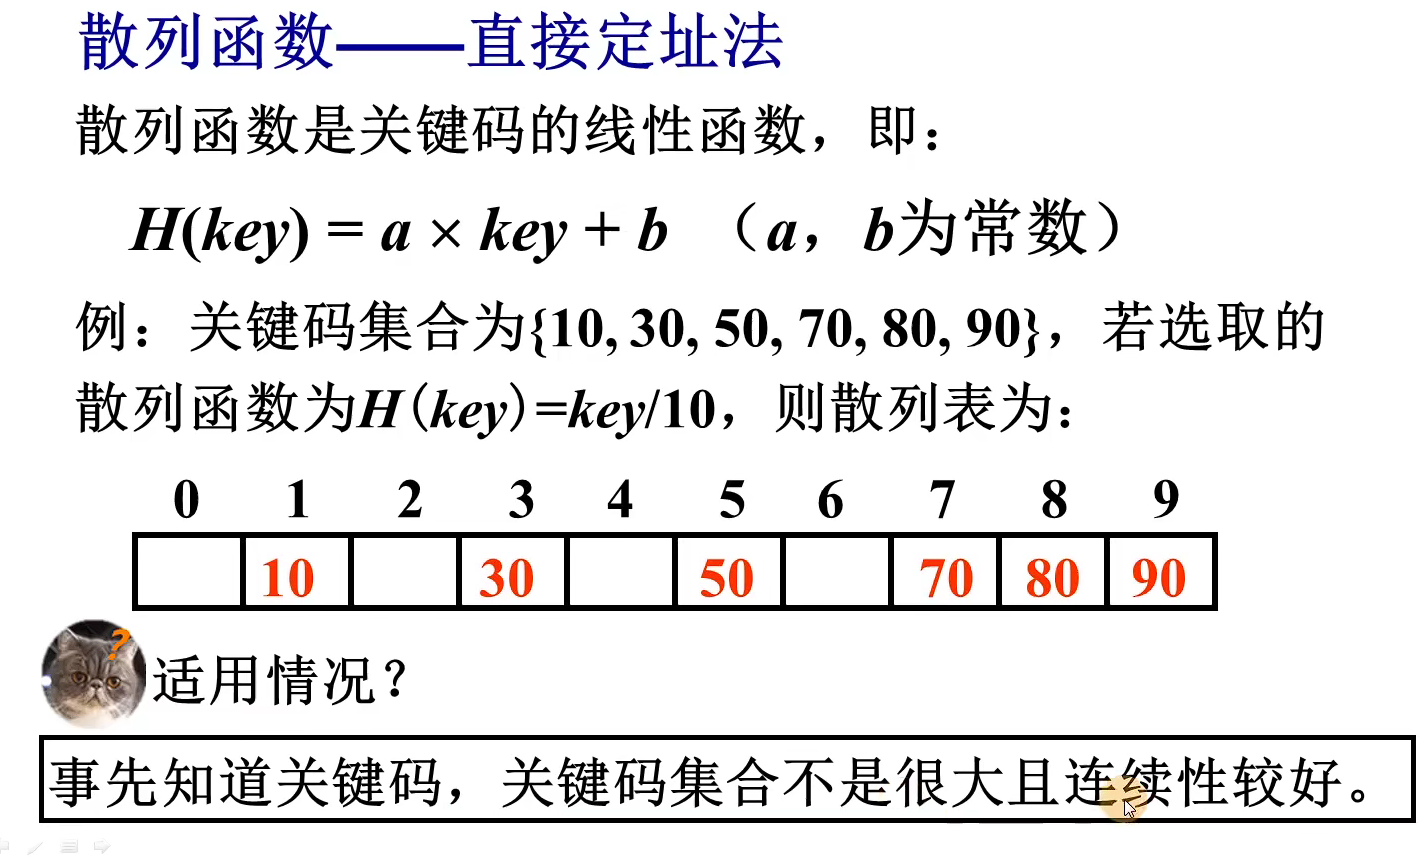 散列函数——直接定址法
散列函数是关键码的线性函数，即：
H(key) = a × key + b （a，b为常数）
例：关键码集合为{10, 30, 50, 70, 80, 90}，若选取的
散列函数为H(key)=key/10，则散列表为：
0 1 2 3 4 5 6 7 8 9
10 30 50 70 80 90
?
适用情况？
事先知道关键码，关键码集合不是很大且连续性较好。